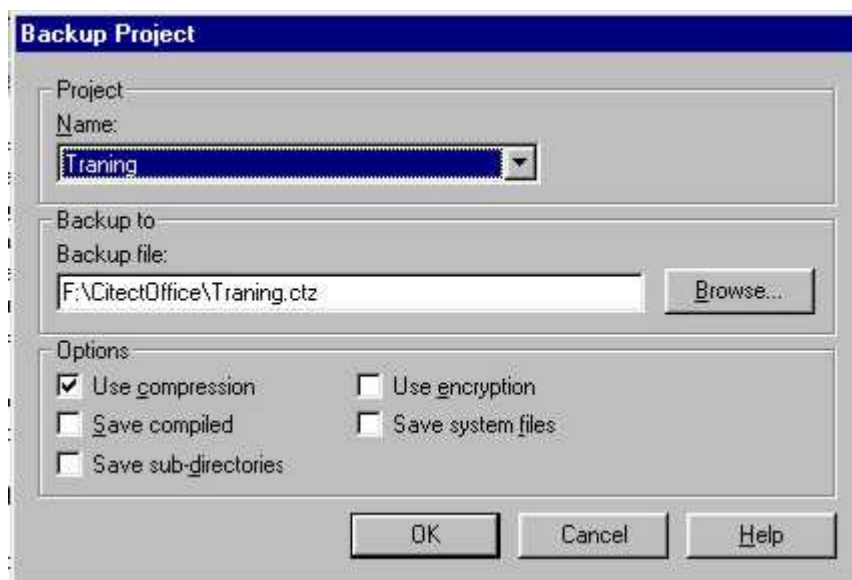 Backup Project
Project
Name:
Traning
Backup to
Backup file:
F:\CitectOffice\Traning.ctz
Browse...
Options
Use compression
Use encryption
Save compiled
Save system files
Save sub-directories
OK
Cancel
Help